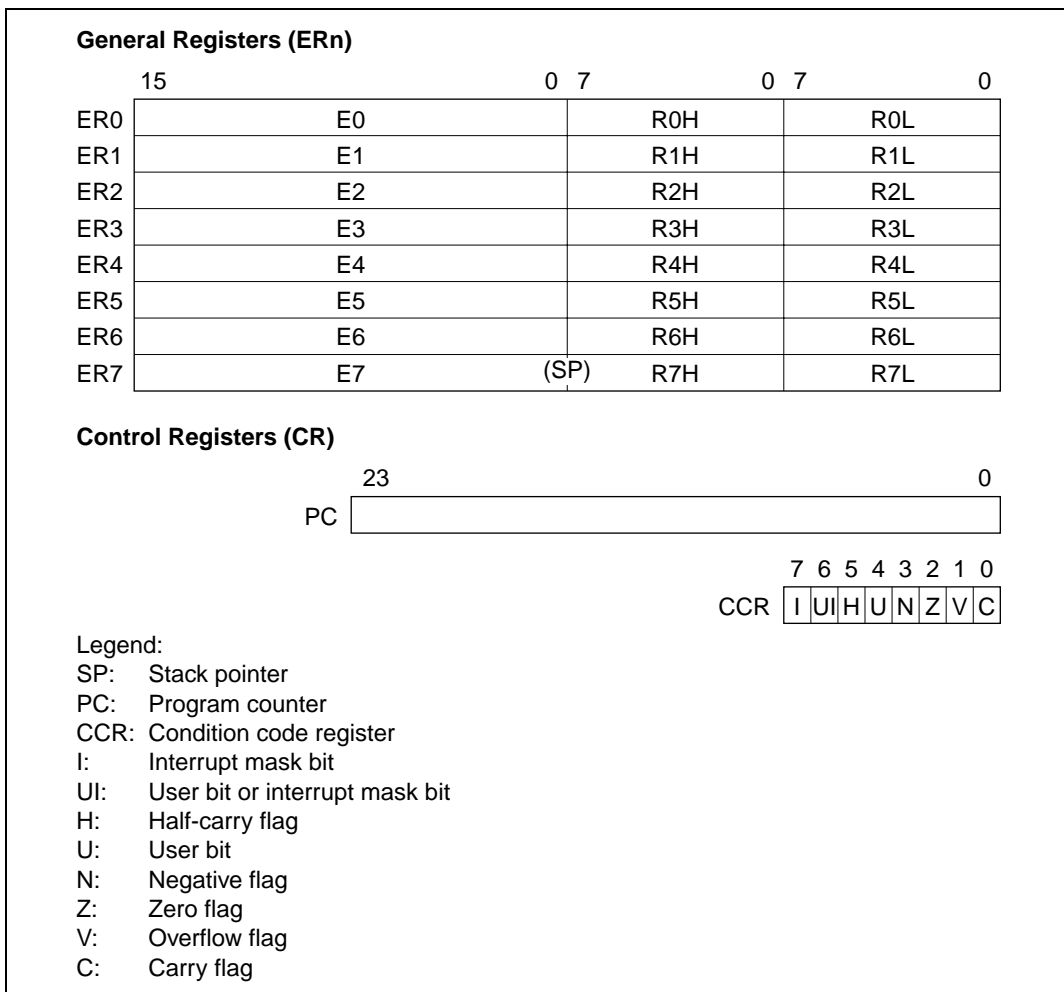 General Registers (ERn)
15 0 7 0 7 0
ER0 E0 R0H R0L
ER1 E1 R1H R1L
ER2 E2 R2H R2L
ER3 E3 R3H R3L
ER4 E4 R4H R4L
ER5 E5 R5H R5L
ER6 E6 R6H R6L
ER7 E7 (SP) R7H R7L
Control Registers (CR)
23 0
PC
7 6 5 4 3 2 1 0
CCR I UI H U N Z V C
Legend:
SP: Stack pointer
PC: Program counter
CCR: Condition code register
I: Interrupt mask bit
UI: User bit or interrupt mask bit
H: Half-carry flag
U: User bit
N: Negative flag
Z: Zero flag
V: Overflow flag
C: Carry flag